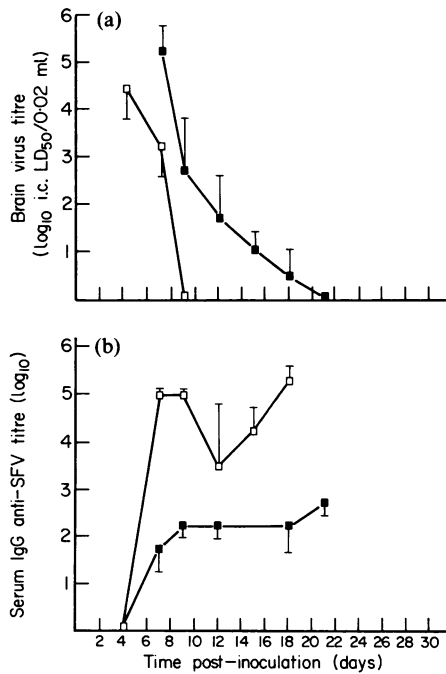 (a)
6
5
4
3
2
1
Brain virus titre
(log10 i.c. LD50/0·02 ml)
(b)
6
5
4
3
2
1
Serum IgG anti-SFV titre (log10)
2 4 6 8 10 12 14 16 18 20 22 24 26 28 30
Time post-inoculation (days)